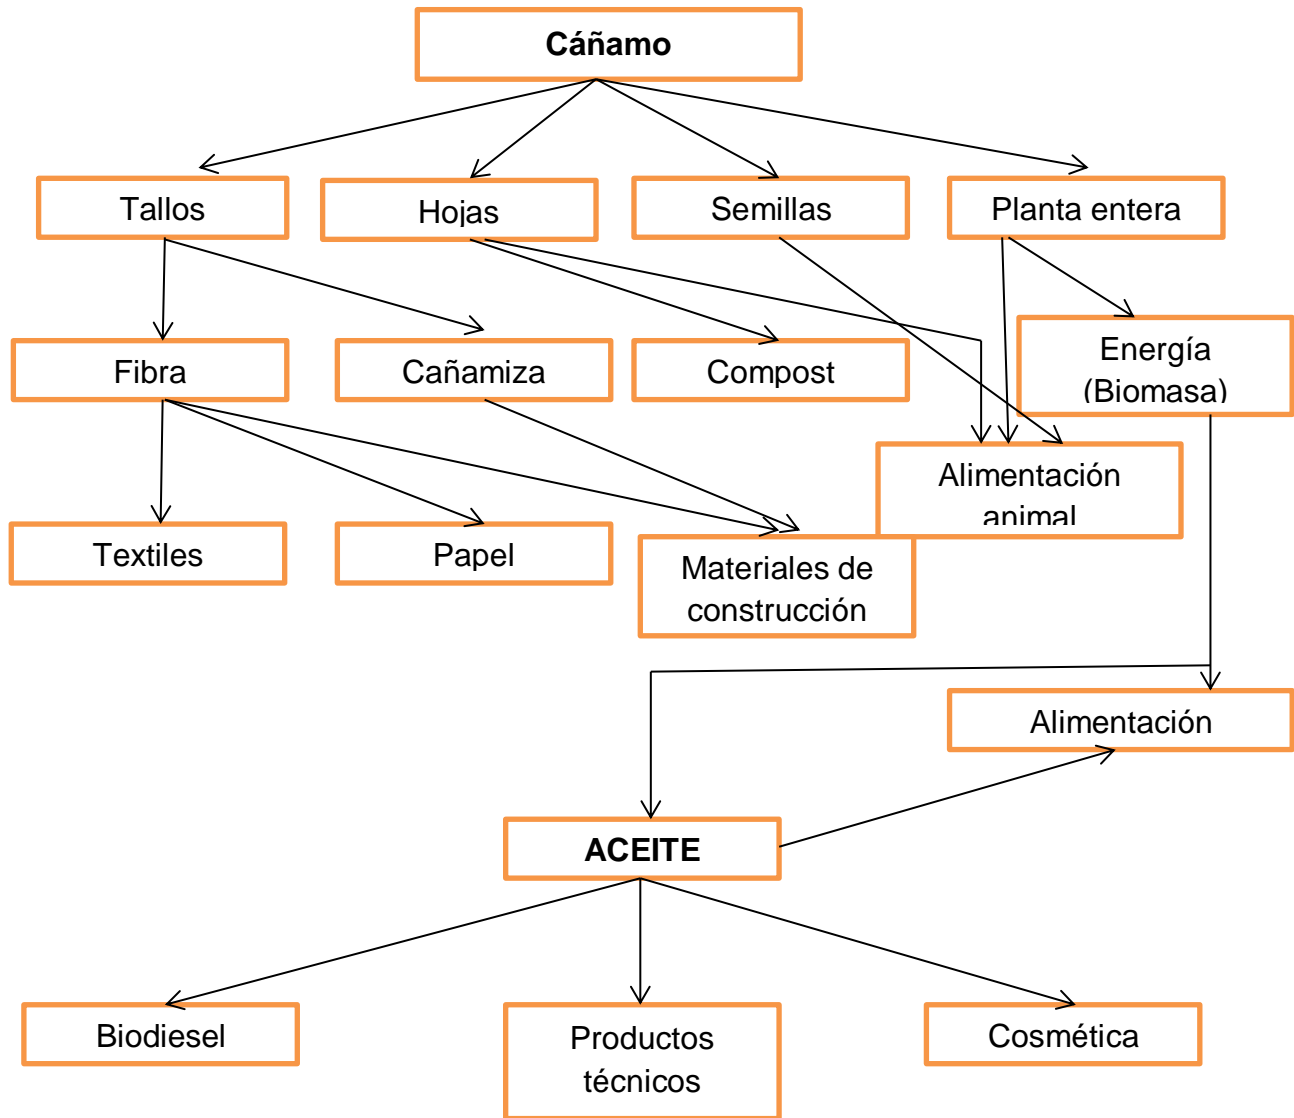 Cáñamo
Tallos
Hojas
Semillas
Planta entera
Fibra
Cañamiza
Compost
Energía
(Biomasa)
Alimentación
animal
Textiles
Papel
Materiales de
construcción
Alimentación
ACEITE
Biodiesel
Productos
técnicos
Cosmética